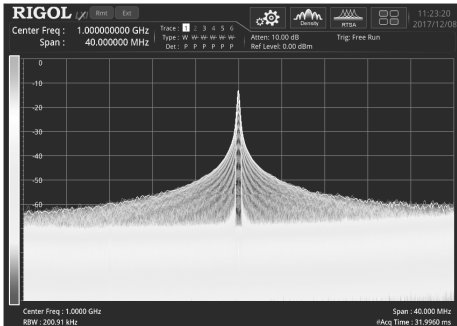 RIGOL Rmt Ext
11:23:20
2017/12/08
Center Freq : 1.000000000 GHz
Span : 40.000000 MHz
Trace : 1 2 3 4 5 6
Type : W W W W W W
Det : P P P P P P
Atten: 10.00 dB
Ref Level: 0.00 dBm
Trig: Free Run
Density
RTSA
0
-10
-20
-30
-40
-50
-60
Center Freq : 1.0000 GHz
Span : 40.000 MHz
RBW : 200.91 kHz
#Acq Time : 31.9960 ms